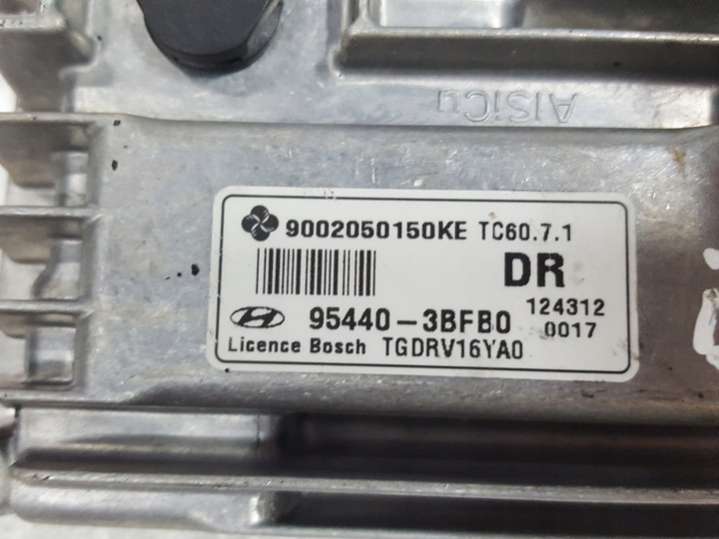 AlSiCu
9002050150KE TC60.7.1
DR
95440-3BFB0
124312
0017
Licence Bosch TGDRV16YA0